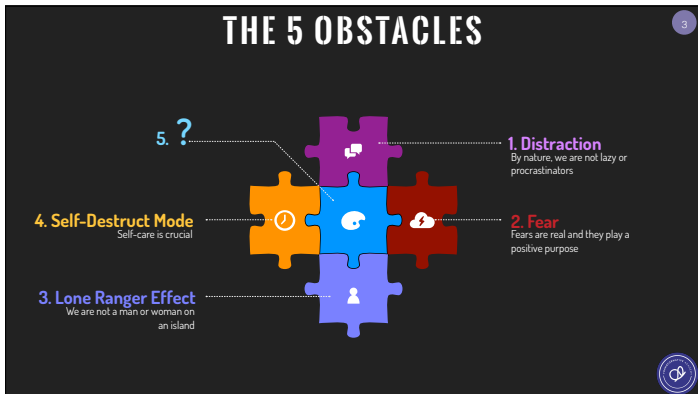 THE 5 OBSTACLES
3
5. ?
1. Distraction
By nature, we are not lazy or
procrastinators
4. Self-Destruct Mode
Self-care is crucial
2. Fear
Fears are real and they play a
positive purpose
3. Lone Ranger Effect
We are not a man or woman on
an island